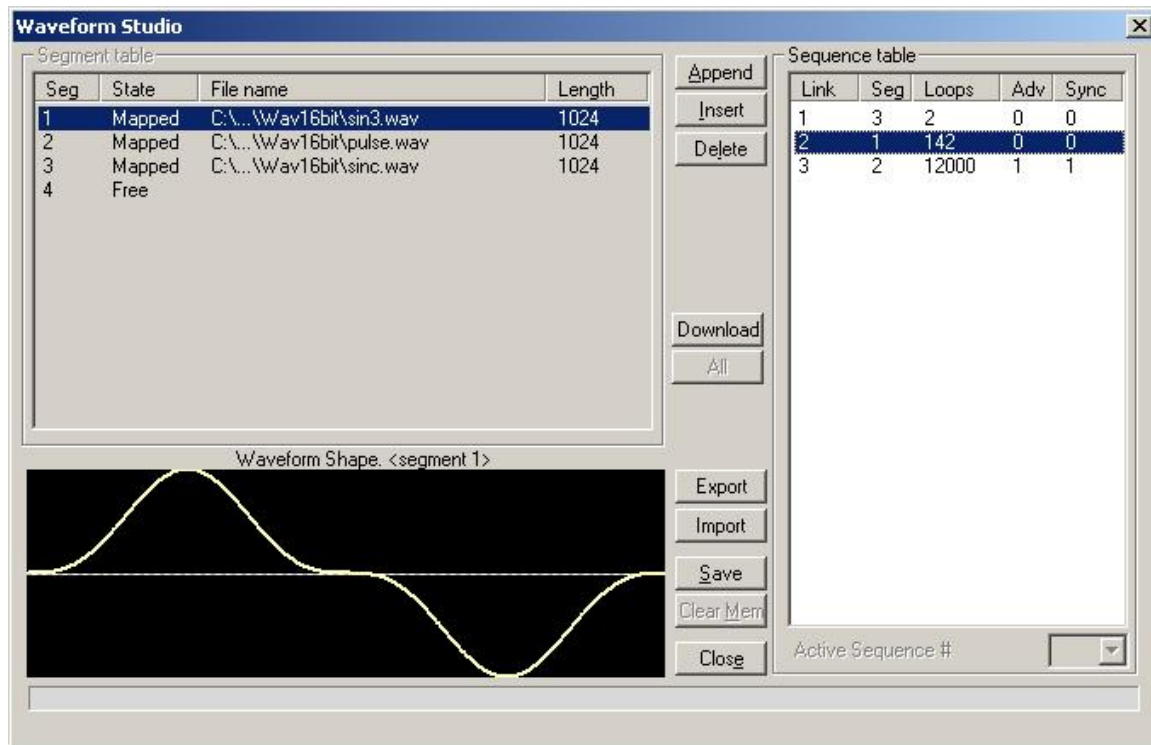 Waveform Studio
Segment table
Seg State File name Length
1 Mapped C:\...\Wav16bit\sin3.wav 1024
2 Mapped C:\...\Wav16bit\pulse.wav 1024
3 Mapped C:\...\Wav16bit\sinc.wav 1024
4 Free
Append
Insert
Delete
Download
All
Sequence table
Link Seg Loops Adv Sync
1 3 2 0 0
2 1 142 0 0
3 2 12000 1 1
Waveform Shape. <segment 1>
Export
Import
Save
Clear Mem
Close
Active Sequence #